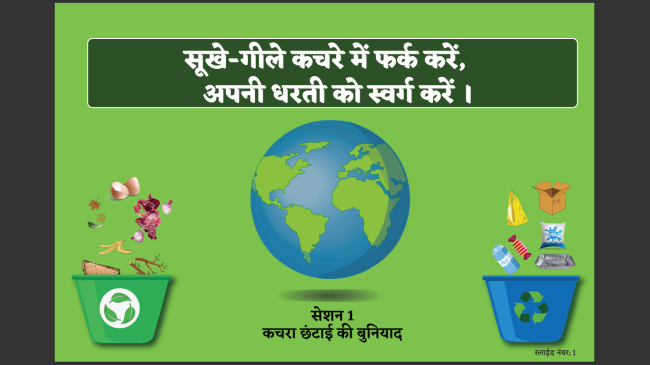 सूखे-गीले कचरे में फर्क करें,
अपनी धरती को स्वर्ग करें ।
सेशन 1
कचरा छंटाई की बुनियाद
स्लाईड नंबर: 1